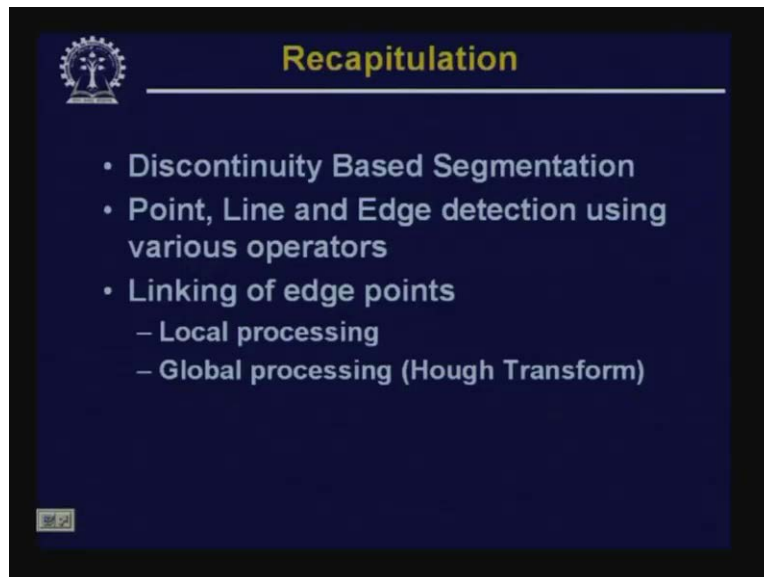 Recapitulation
• Discontinuity Based Segmentation
• Point, Line and Edge detection using
various operators
• Linking of edge points
– Local processing
– Global processing (Hough Transform)